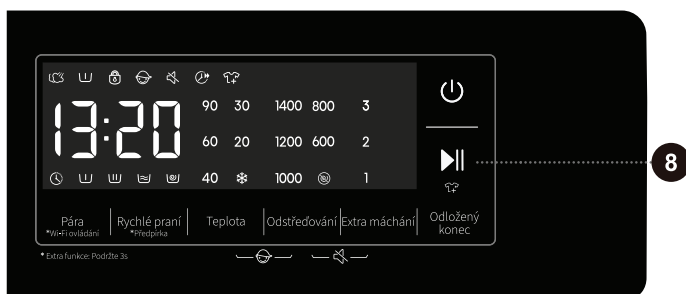 13:20
90 30 1400 800 3
60 20 1200 600 2
40 1000 1
8
Pára
*Wi-Fi ovládání
Rychlé praní
*Předpírka
Teplota
Odstřeďování
Extra máchání
Odložený
konec
* Extra funkce: Podržte 3s